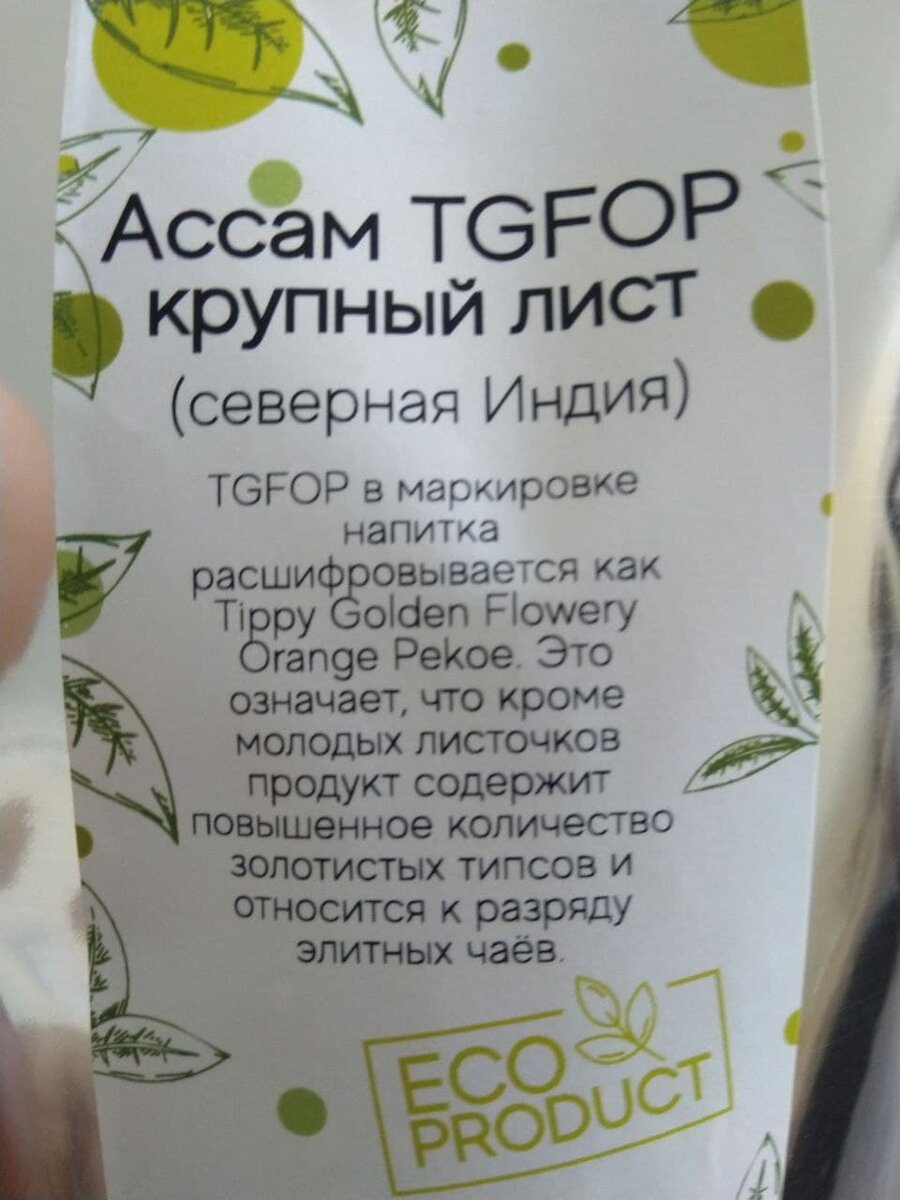 Ассам TGFOP
крупный лист
(северная Индия)
TGFOP в маркировке
напитка
расшифровывается как
Tippy Golden Flowery
Orange Pekoe. Это
означает, что кроме
молодых листочков
продукт содержит
повышенное количество
золотистых типсов и
относится к разряду
элитных чаёв.
ECO
PRODUCT